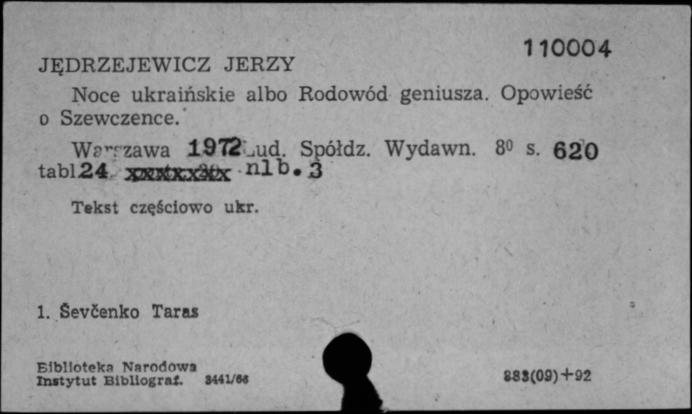 110004
JĘDRZEJEWICZ JERZY
Noce ukraińskie albo Rodowód geniusza. Opowieść
o Szewczence.
Warszawa 1972 Lud. Spółdz. Wydawn. 8⁰ s. 620
tabl. 24 nlb. 3
Tekst częściowo ukr.
1. Ševčenko Taras
Biblioteka Narodowa
Instytut Bibliograf. 3441/66
883(09)+92